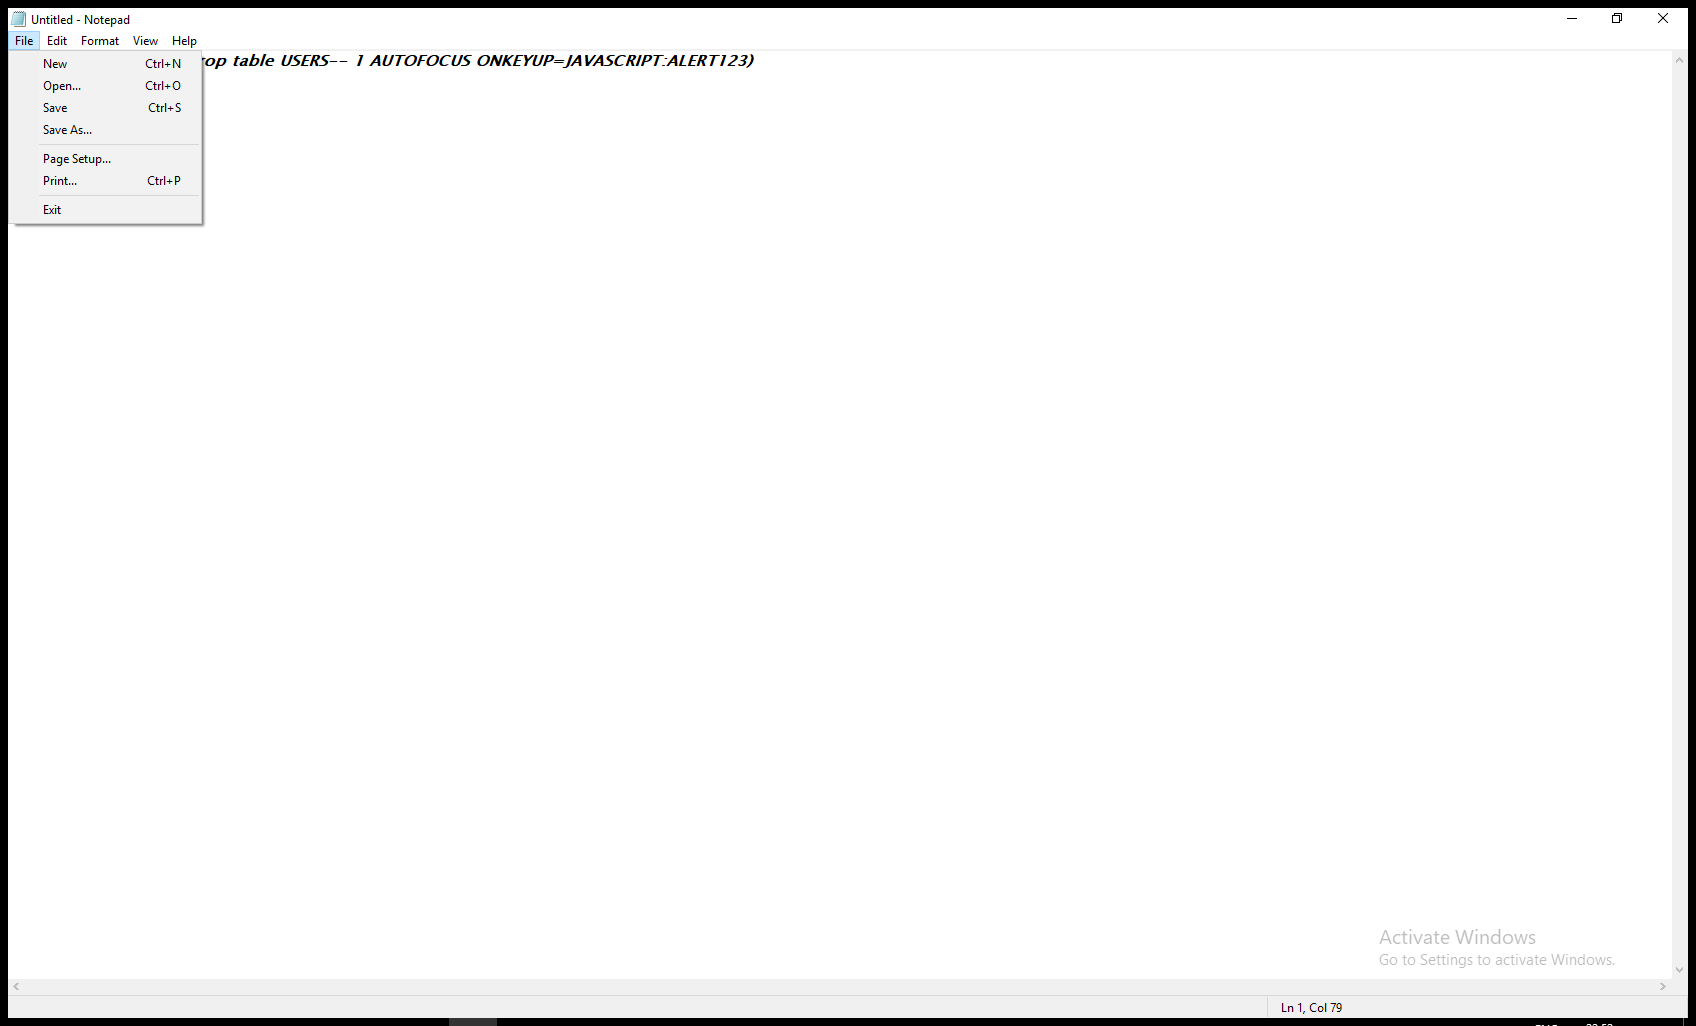 Untitled - Notepad
File Edit Format View Help
rop table USERS-- 1 AUTOFOCUS ONKEYUP=JAVASCRIPT:ALERT123)
New Ctrl+N
Open... Ctrl+O
Save Ctrl+S
Save As...
Page Setup...
Print... Ctrl+P
Exit
Activate Windows
Go to Settings to activate Windows.
Ln 1, Col 79